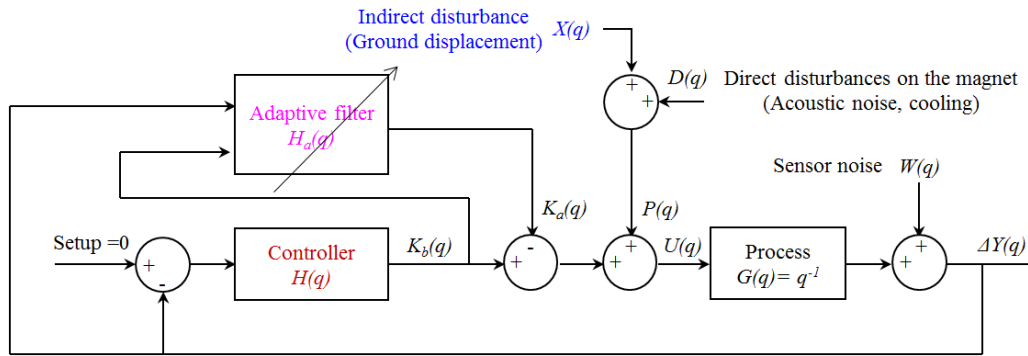 Indirect disturbance
(Ground displacement) X(q)
D(q)
Direct disturbances on the magnet
(Acoustic noise, cooling)
+
+
Adaptive filter
Hₐ(q)
Sensor noise W(q)
Kₐ(q)
P(q)
Setup =0
+
-
Controller
H(q)
K_b(q)
-
+
+
+
U(q)
Process
G(q)= q⁻¹
+
+
ΔY(q)